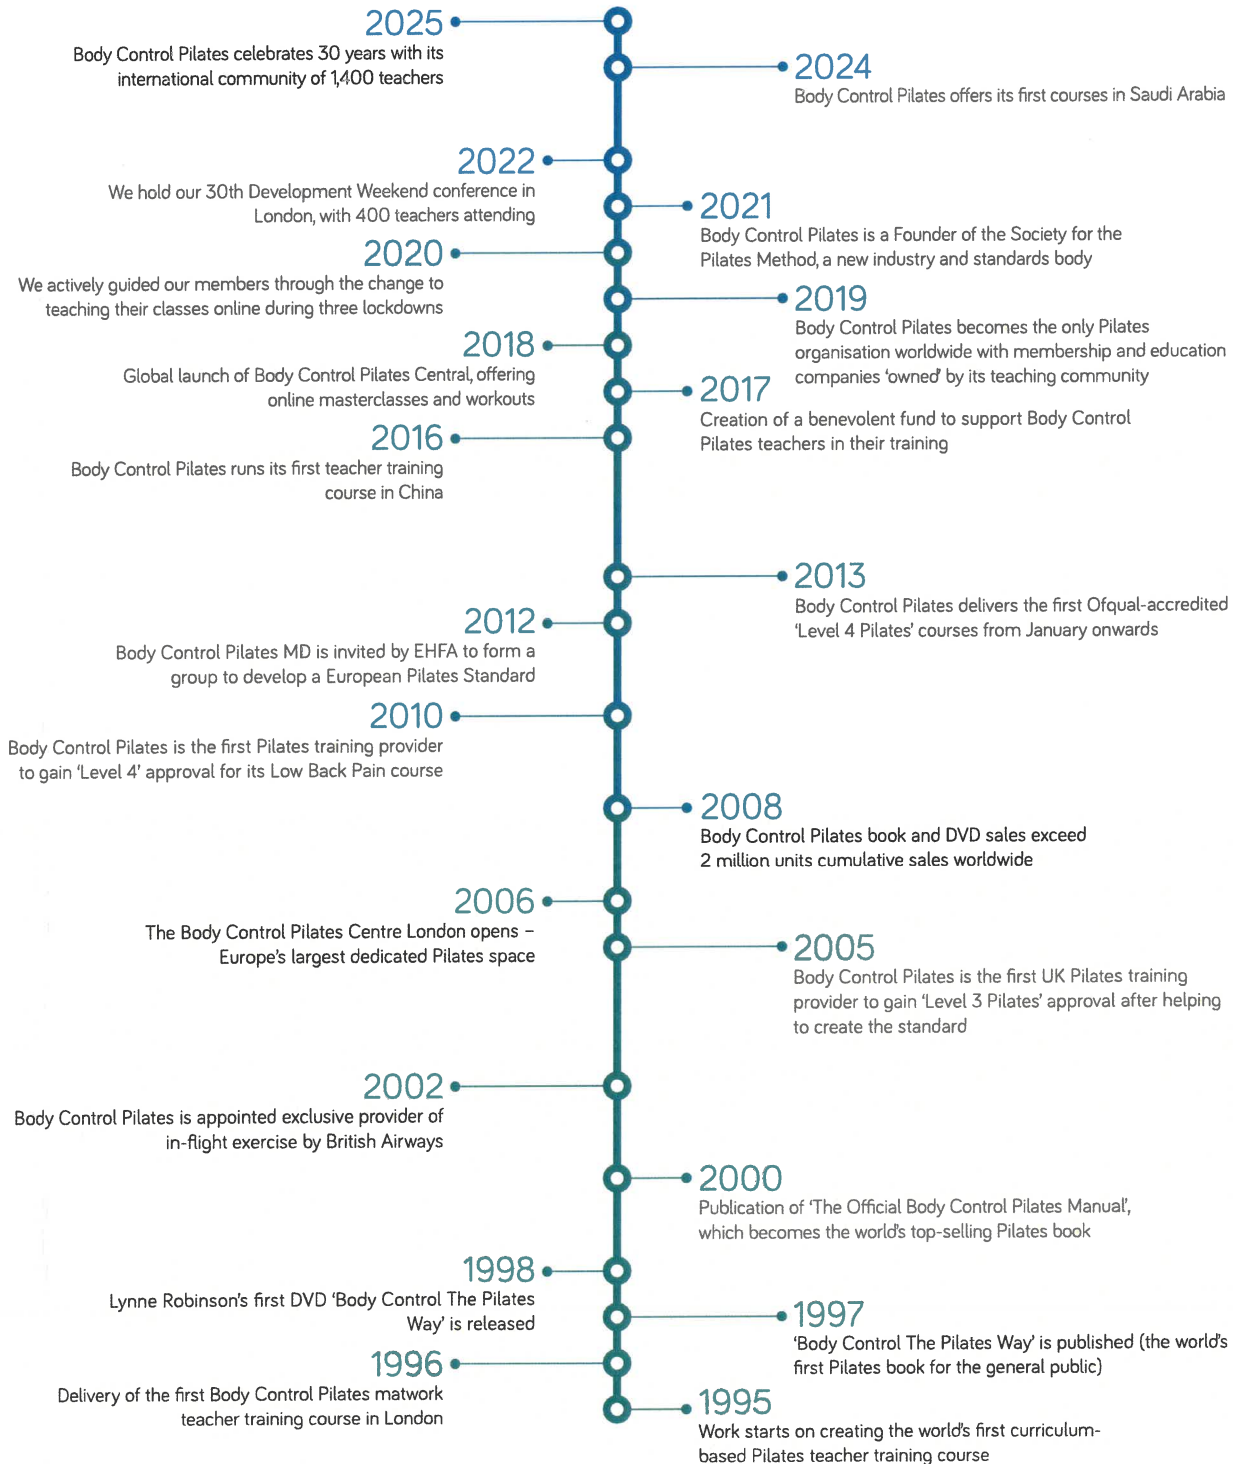 2025
Body Control Pilates celebrates 30 years with its
international community of 1,400 teachers
2024
Body Control Pilates offers its first courses in Saudi Arabia
2022
We hold our 30th Development Weekend conference in
London, with 400 teachers attending
2021
Body Control Pilates is a Founder of the Society for the
Pilates Method, a new industry and standards body
2020
We actively guided our members through the change to
teaching their classes online during three lockdowns
2019
Body Control Pilates becomes the only Pilates
organisation worldwide with membership and education
companies 'owned' by its teaching community
2018
Global launch of Body Control Pilates Central, offering
online masterclasses and workouts
2017
Creation of a benevolent fund to support Body Control
Pilates teachers in their training
2016
Body Control Pilates runs its first teacher training
course in China
2013
Body Control Pilates delivers the first Ofqual-accredited
'Level 4 Pilates' courses from January onwards
2012
Body Control Pilates MD is invited by EHFA to form a
group to develop a European Pilates Standard
2010
Body Control Pilates is the first Pilates training provider
to gain 'Level 4' approval for its Low Back Pain course
2008
Body Control Pilates book and DVD sales exceed
2 million units cumulative sales worldwide
2006
The Body Control Pilates Centre London opens –
Europe's largest dedicated Pilates space
2005
Body Control Pilates is the first UK Pilates training
provider to gain 'Level 3 Pilates' approval after helping
to create the standard
2002
Body Control Pilates is appointed exclusive provider of
in-flight exercise by British Airways
2000
Publication of 'The Official Body Control Pilates Manual',
which becomes the world's top-selling Pilates book
1998
Lynne Robinson's first DVD 'Body Control The Pilates
Way' is released
1997
'Body Control The Pilates Way' is published (the world's
first Pilates book for the general public)
1996
Delivery of the first Body Control Pilates matwork
teacher training course in London
1995
Work starts on creating the world's first curriculum-
based Pilates teacher training course